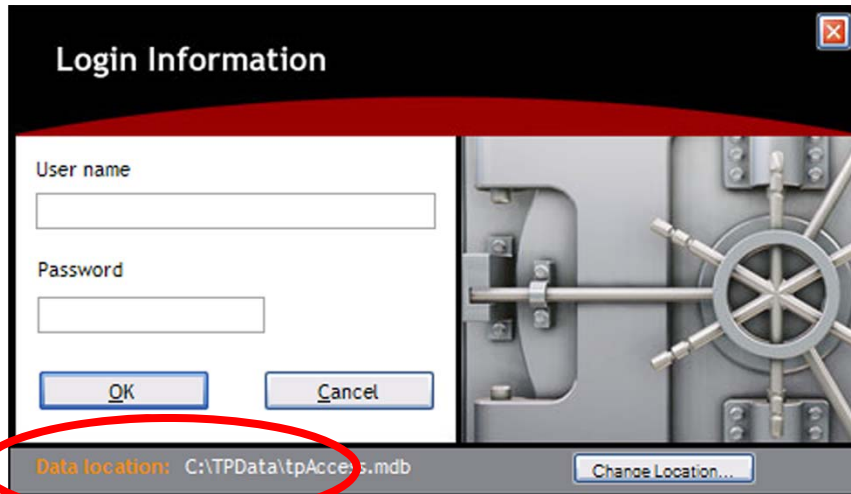 Login Information
User name
Password
OK
Cancel
Data location: C:\TPData\tpAccess.mdb
Change Location...